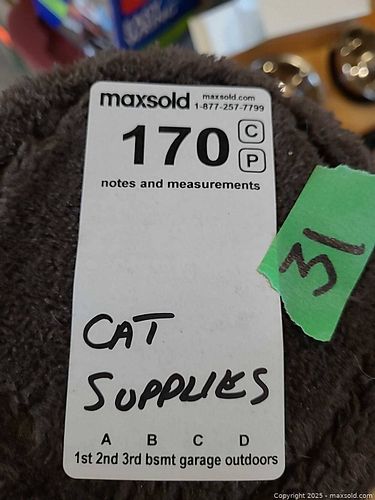 maxsold maxsold.com
1-877-257-7799
170 C
P
notes and measurements
31
CAT
SUPPLIES
A B C D
1st 2nd 3rd bsmt garage outdoors
Copyright © 2025 - maxsold.com